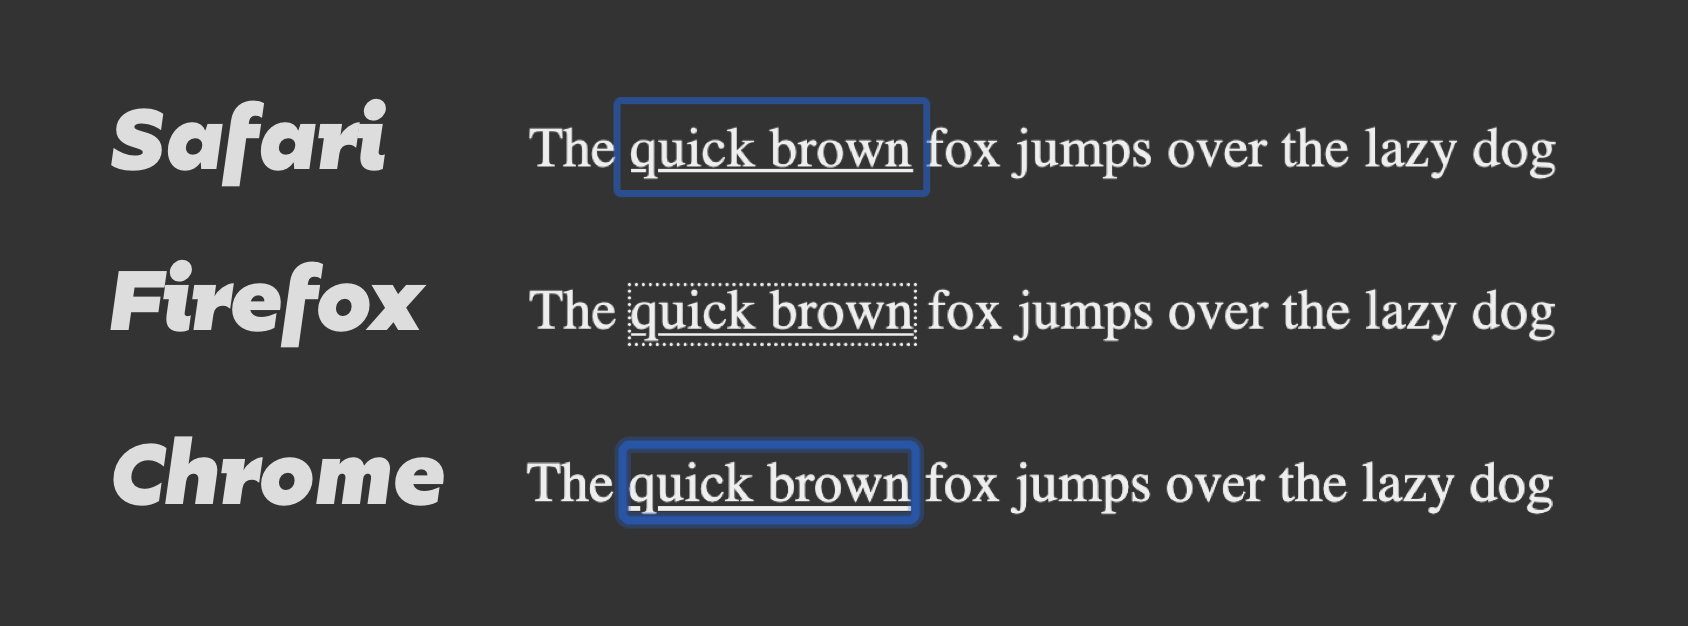 Safari The quick brown fox jumps over the lazy dog
Firefox The quick brown fox jumps over the lazy dog
Chrome The quick brown fox jumps over the lazy dog